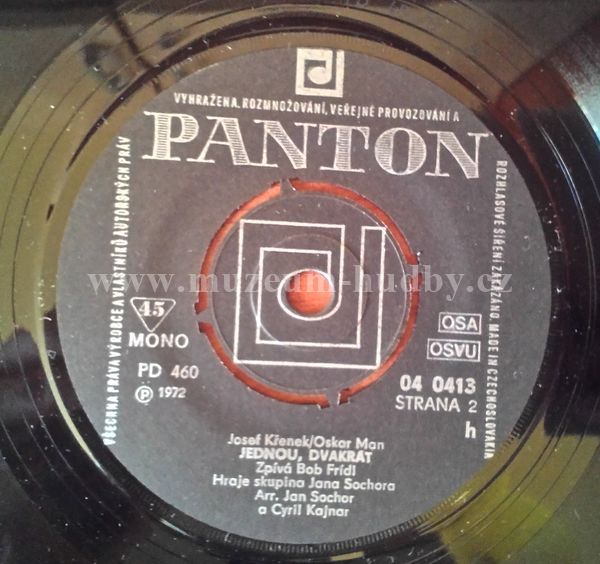 VYHRAŽENA. ROZMNOŽOVÁNÍ, VEŘEJNÉ PROVOZOVÁNÍ A
PANTON
VŠECHNA PRÁVA VÝROBCE A VLASTNÍKŮ AUTORSKÝCH PRÁV
ROZHLASOVÉ ŠÍŘENÍ ZAKÁZÁNO. MADE IN CZECHOSLOVAKIA
www.muzeum-hudby.cz
45
MONO
PD 460
℗ 1972
OSA
OSVU
04 0413
STRANA 2
h
Josef Křenek/Oskar Man
JEDNOU, DVAKRAT
Zpívá Bob Frídl
Hraje skupina Jana Sochora
Arr. Jan Sochor
a Cyril Kajnar